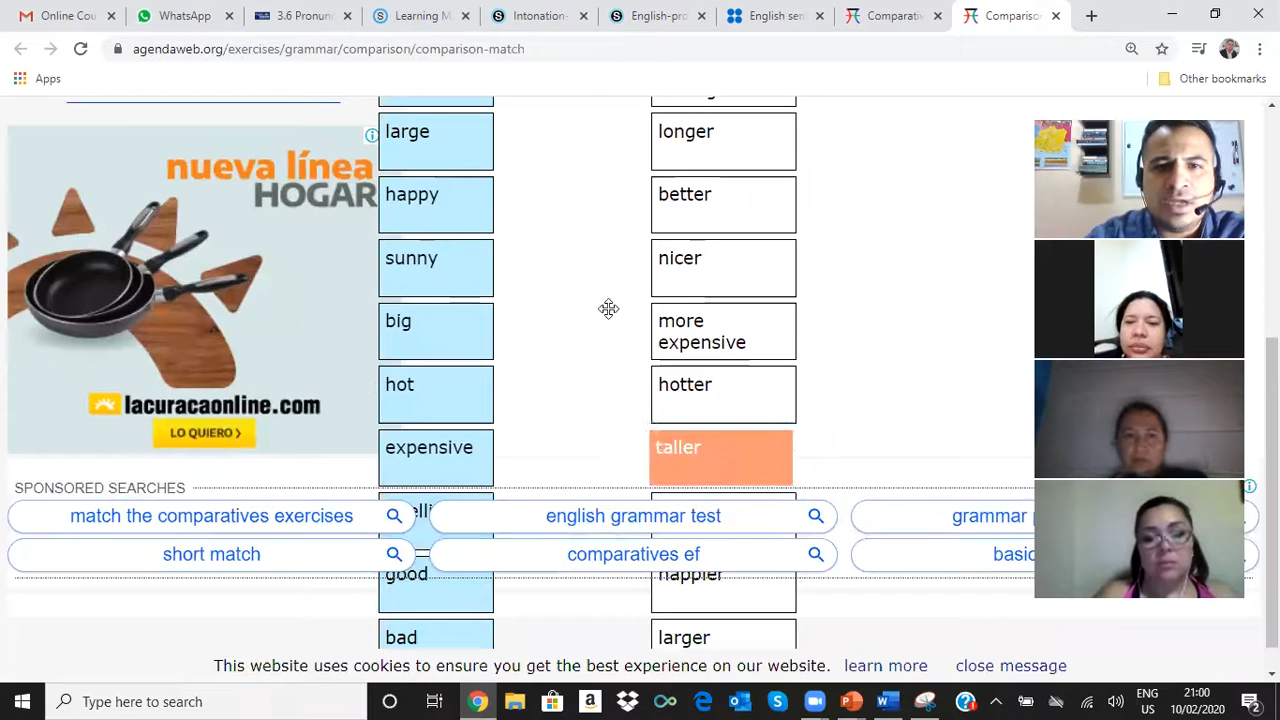 Online Cou
WhatsApp
3.6 Pronun
Learning M
Intonation-
English-pro
English sen
Comparativ
Comparison
agendaweb.org/exercises/grammar/comparison/comparison-match
Apps
Other bookmarks
large
longer
happy
better
sunny
nicer
big
more
expensive
hot
hotter
expensive
taller
good
happier
bad
larger
nueva línea
HOGAR
lacuracaonline.com
LO QUIERO >
SPONSORED SEARCHES
match the comparatives exercises
english grammar test
grammar
short match
comparatives ef
basic
This website uses cookies to ensure you get the best experience on our website. learn more close message
Type here to search
ENG
US
21:00
10/02/2020
2